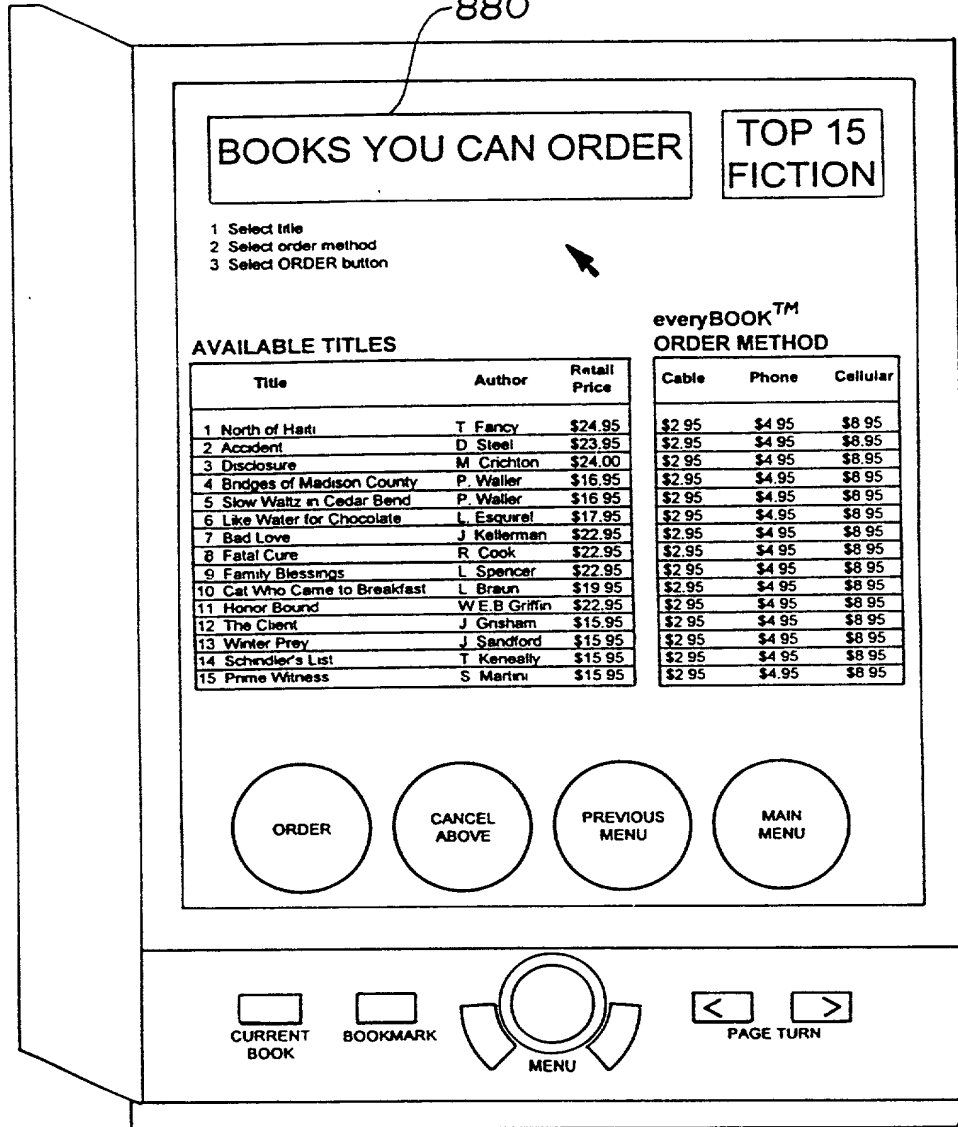 880
BOOKS YOU CAN ORDER
TOP 15
FICTION
1 Select title
2 Select order method
3 Select ORDER button
AVAILABLE TITLES
everyBOOK™
ORDER METHOD
Title Author Retail Price Cable Phone Cellular
1 North of Haiti T Fancy $24.95 $2 95 $4 95 $8 95
2 Accident D Steel $23.95 $2.95 $4 95 $8.95
3 Disclosure M Crichton $24.00 $2 95 $4 95 $8.95
4 Bridges of Madison County P. Waller $16.95 $2.95 $4.95 $8 95
5 Slow Waltz in Cedar Bend P. Waller $16 95 $2 95 $4.95 $8 95
6 Like Water for Chocolate L. Esquirel $17.95 $2 95 $4.95 $8 95
7 Bad Love J Kellerman $22.95 $2.95 $4 95 $8 95
8 Fatal Cure R Cook $22.95 $2.95 $4 95 $8 95
9 Family Blessings L Spencer $22.95 $2 95 $4 95 $8 95
10 Cat Who Came to Breakfast L Braun $19 95 $2.95 $4 95 $8 95
11 Honor Bound W E.B Griffin $22.95 $2 95 $4 95 $8 95
12 The Client J Grisham $15.95 $2 95 $4 95 $8 95
13 Winter Prey J Sandford $15 95 $2 95 $4 95 $8 95
14 Schindler's List T Keneally $15 95 $2 95 $4 95 $8 95
15 Prime Witness S Martini $15 95 $2 95 $4.95 $8 95
ORDER
CANCEL
ABOVE
PREVIOUS
MENU
MAIN
MENU
CURRENT
BOOK
BOOKMARK
MENU
< >
PAGE TURN